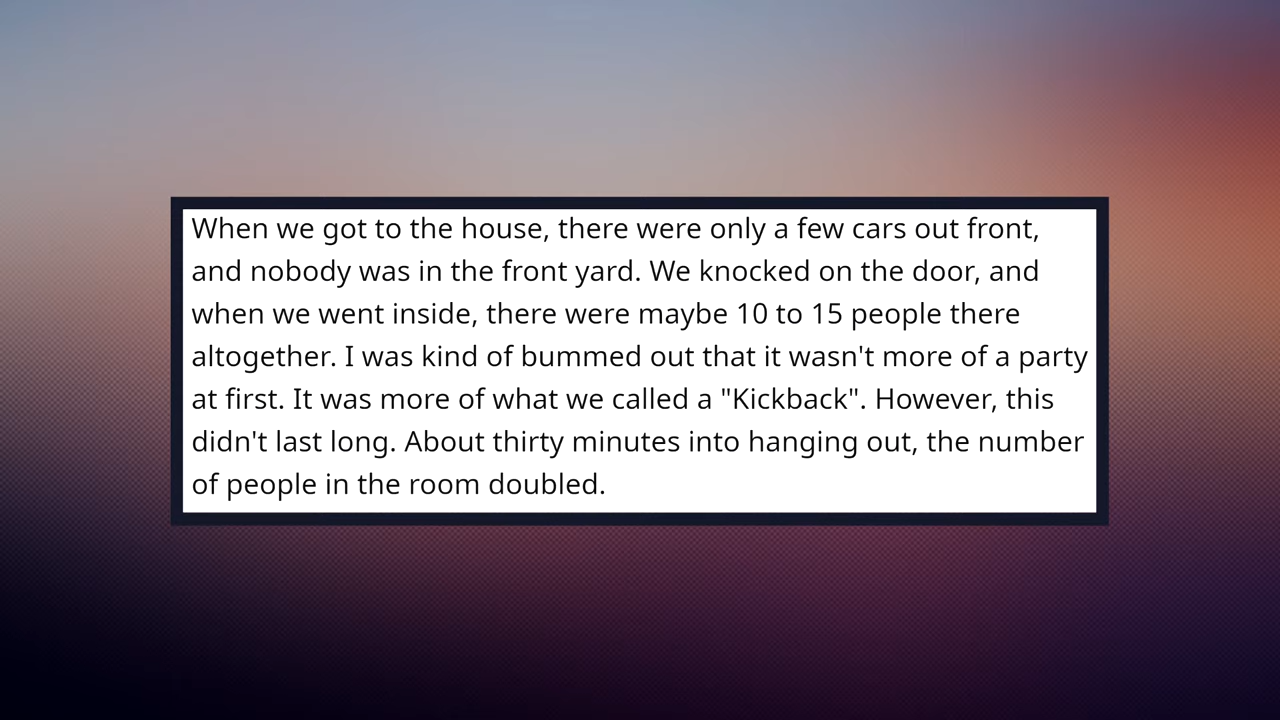 When we got to the house, there were only a few cars out front,
and nobody was in the front yard. We knocked on the door, and
when we went inside, there were maybe 10 to 15 people there
altogether. I was kind of bummed out that it wasn't more of a party
at first. It was more of what we called a "Kickback". However, this
didn't last long. About thirty minutes into hanging out, the number
of people in the room doubled.